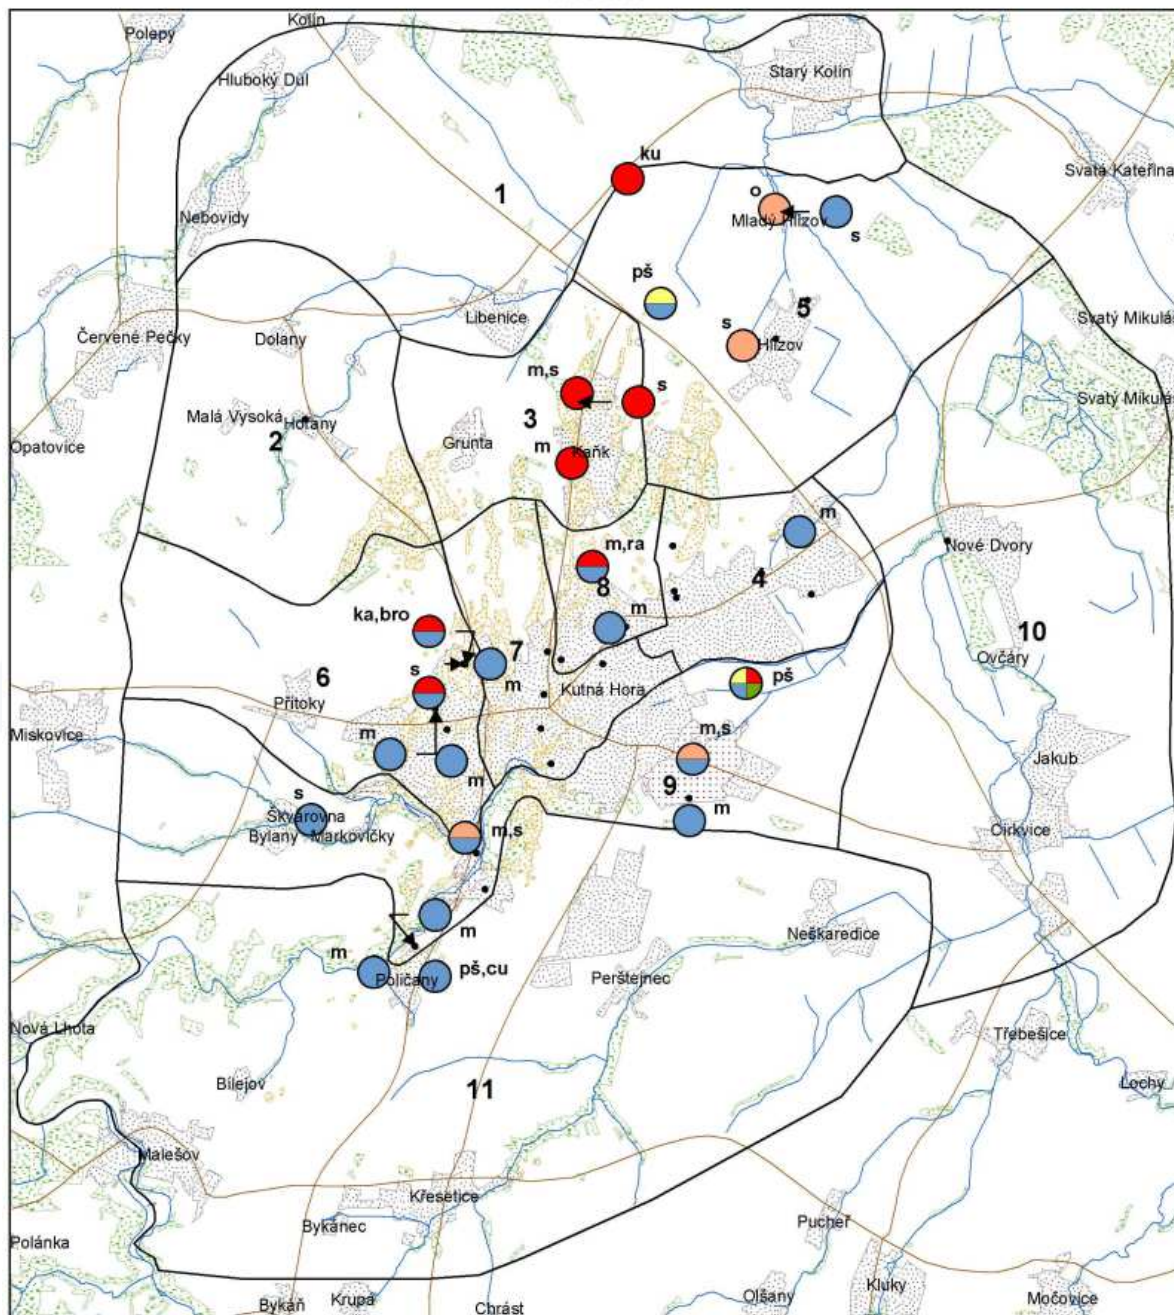 Kolín
Polepy
Hluboký Důl
Starý Kolín
ku
Svatá Kateřina
1
o
Nebovidy
Mladý Hlízov
s
pš
5
Libenice
Svatý Mikuláš
Červené Pečky
Dolany
s
Hlízov
m,s
s
Svatý Mikuláš
Malá Vysoká
Hořany
3
Opatovice
2
Grunta
m
Kaňk
m
Nové Dvory
m,ra
4
8
ka,bro
m
10
7
Ovčáry
6
s
m
Kutná Hora
pš
Přítoky
Miskovice
m
m,s
Jakub
m
9
s
Škvárovna
m
Bylany
Markovičky
m,s
Církvice
m
Neškaredice
m
pš,cu
Poličany
Perštejnec
Nová Lhota
Třebešice
Bílejov
11
Lochy
Malešov
Křesetice
Bykánec
Pucheř
Polánka
Kluky
Olšany
Močovice
Bykáň
Krupá
Chrást